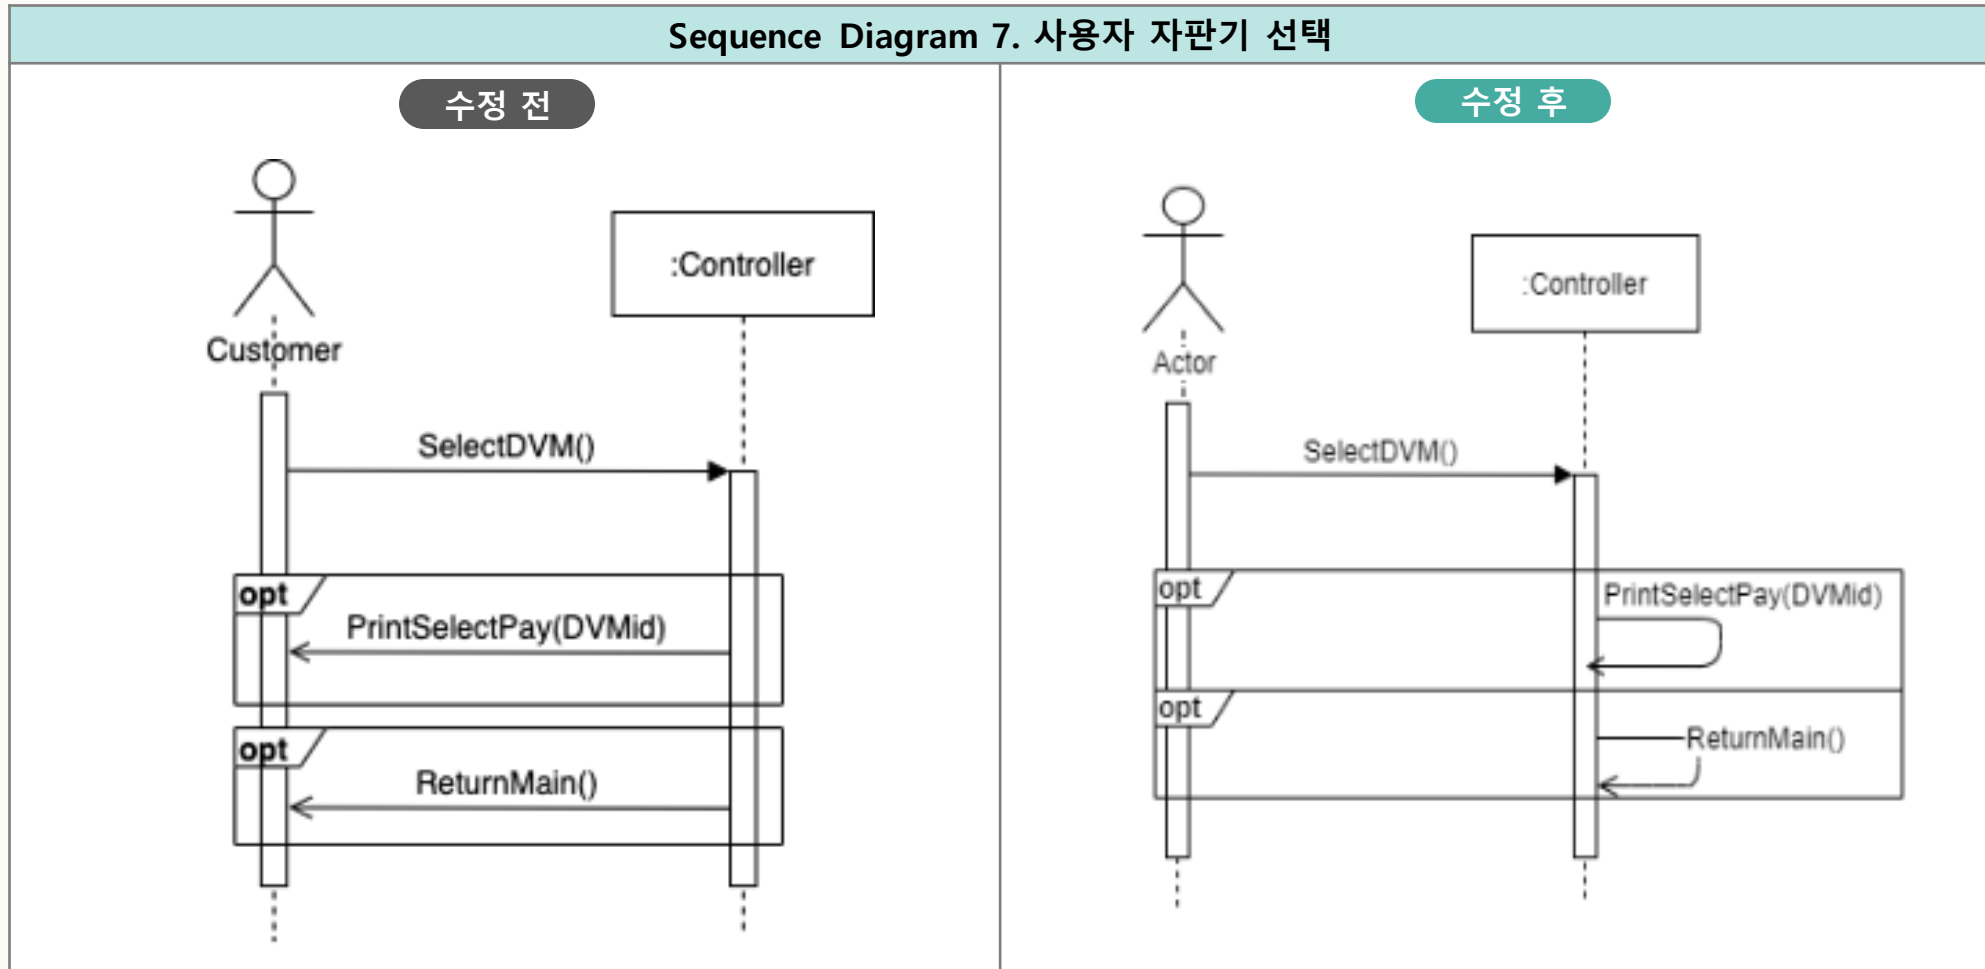 Sequence Diagram 7. 사용자 자판기 선택
수정 전
Customer
:Controller
SelectDVM()
opt
PrintSelectPay(DVMid)
opt
ReturnMain()
수정 후
Actor
:Controller
SelectDVM()
opt
PrintSelectPay(DVMid)
opt
ReturnMain()